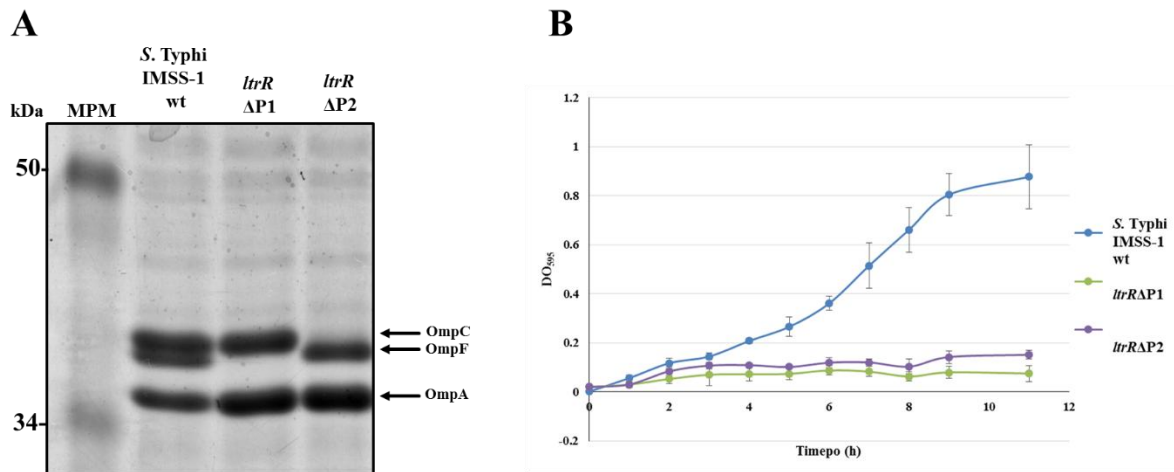 A
S. Typhi
IMSS-1
wt
ltrR
ΔP1
ltrR
ΔP2
kDa
MPM
50
34
OmpC
OmpF
OmpA
B
1.2
1
0.8
0.6
0.4
0.2
0
-0.2
DO595
0
2
4
6
8
10
12
Timepo (h)
S. Typhi
IMSS-1
wt
ltrRΔP1
ltrRΔP2